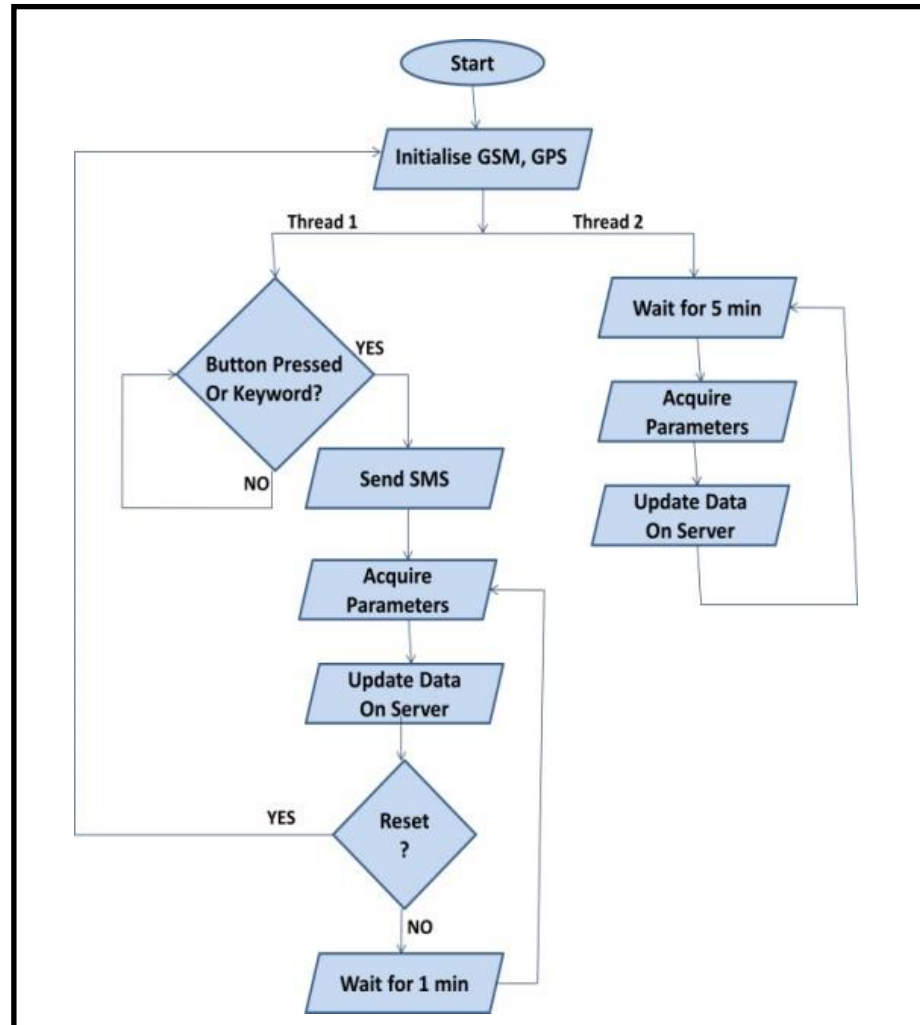 Start
Initialise GSM, GPS
Thread 1
Thread 2
Button Pressed
Or Keyword?
YES
NO
Send SMS
Acquire
Parameters
Update Data
On Server
Reset
?
YES
NO
Wait for 1 min
Wait for 5 min
Acquire
Parameters
Update Data
On Server